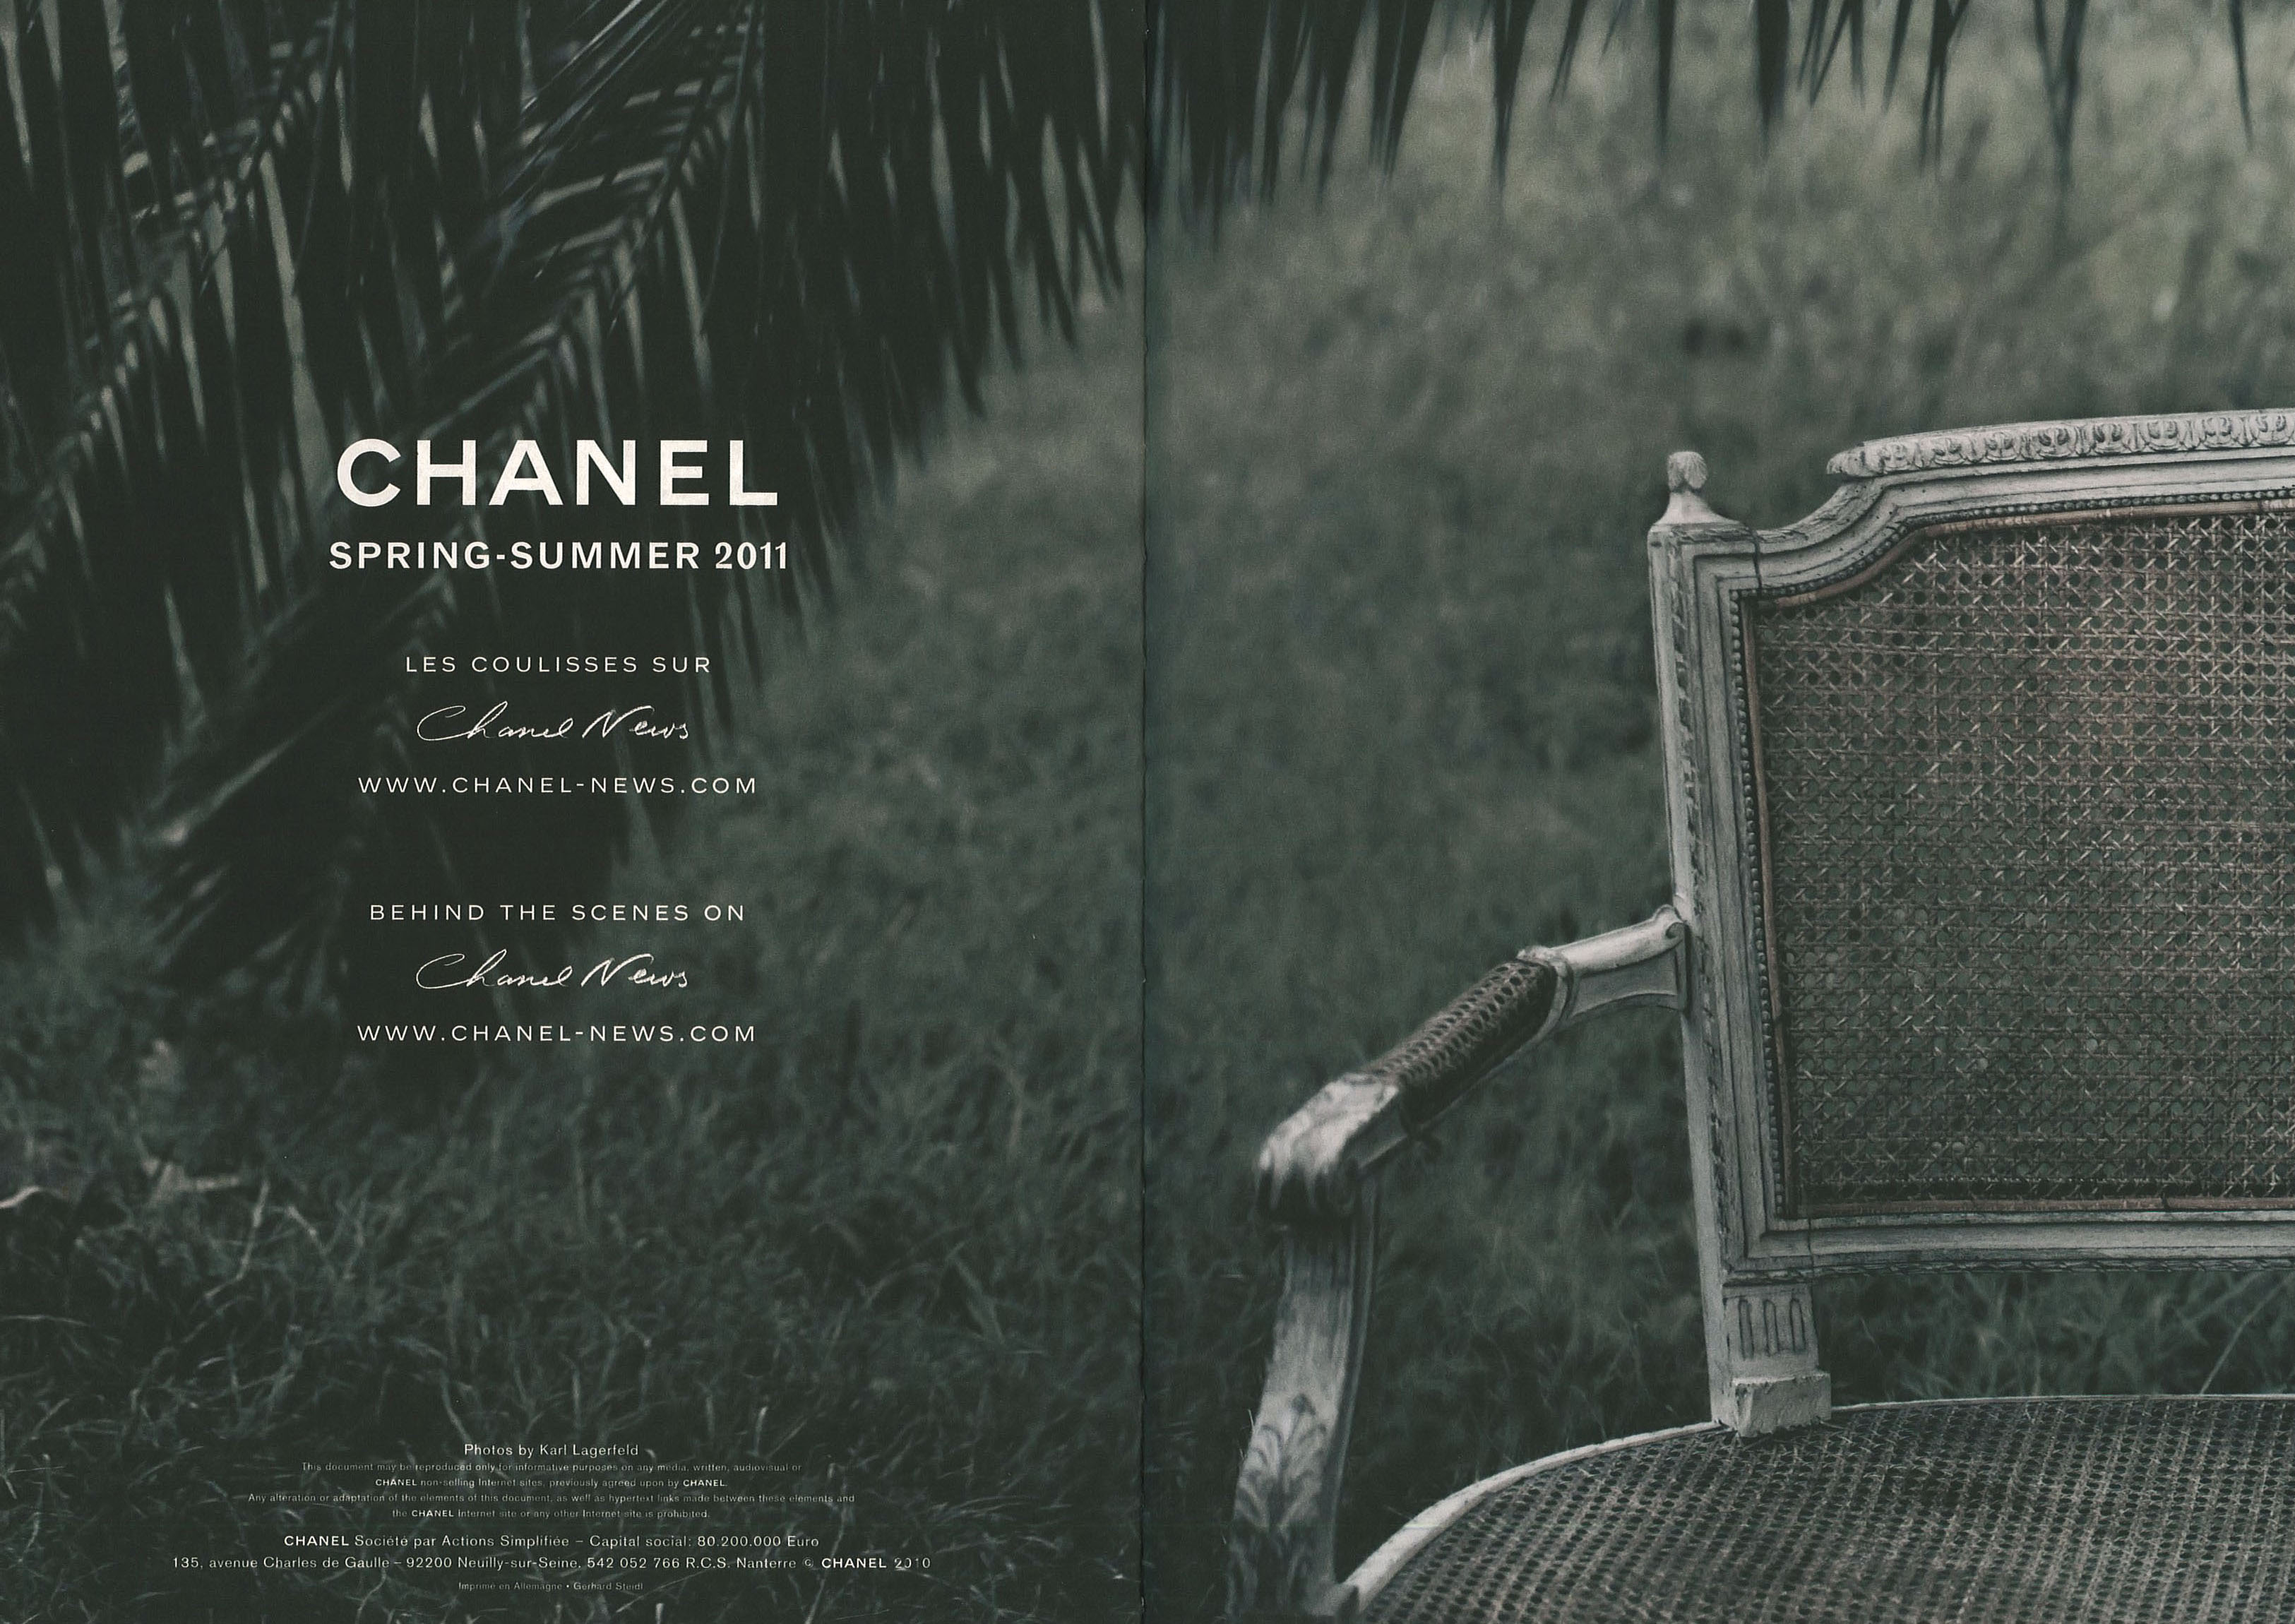 CHANEL
SPRING-SUMMER 2011
LES COULISSES SUR
Chanel News
WWW.CHANEL-NEWS.COM
BEHIND THE SCENES ON
Chanel News
WWW.CHANEL-NEWS.COM
Photos by Karl Lagerfeld
This document may be reproduced only for informative purposes on any media, written, audiovisual or
CHANEL non-selling Internet sites, previously agreed upon by CHANEL.
Any alteration or adaptation of the elements of this document, as well as hypertext links made between these elements and
the CHANEL Internet site or any other Internet site is prohibited.
CHANEL Société par Actions Simplifiée – Capital social: 80.200.000 Euro
135, avenue Charles de Gaulle – 92200 Neuilly-sur-Seine. 542 052 766 R.C.S. Nanterre © CHANEL 2010
Imprimé en Allemagne • Gerhard Steidl